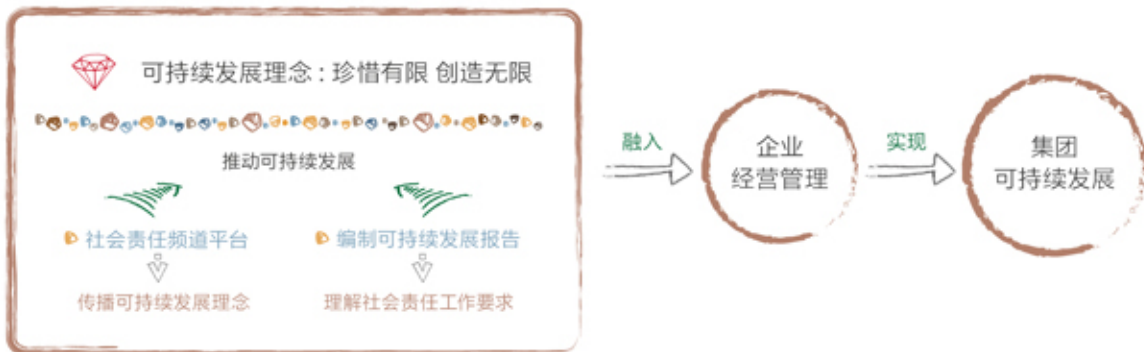 可持续发展理念：珍惜有限 创造无限
推动可持续发展
社会责任频道平台
编制可持续发展报告
传播可持续发展理念
理解社会责任工作要求
融入
企业
经营管理
实现
集团
可持续发展